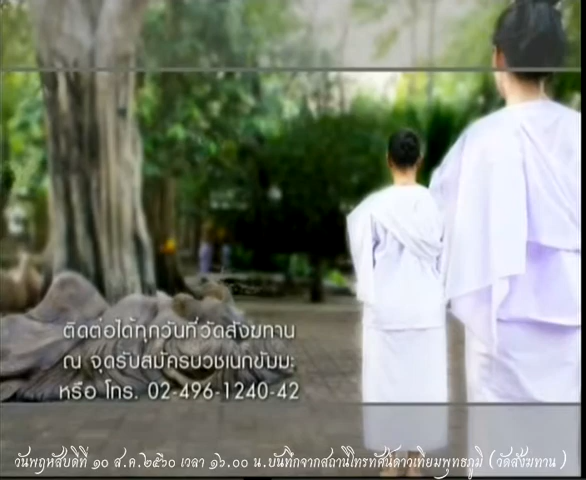 ติดต่อได้ทุกวันที่วัดสังฆทาน
ณ จุดรับสมัครบวชเนกขัมมะ
หรือ โทร. 02-496-1240-42
วันพฤหัสบดีที่ ๑๐ ส.ค.๒๕๖๐ เวลา ๑๖.๐๐ น.บันทึกจากสถานีโทรทัศน์ดาวเทียมพุทธภูมิ (วัดสังฆทาน )